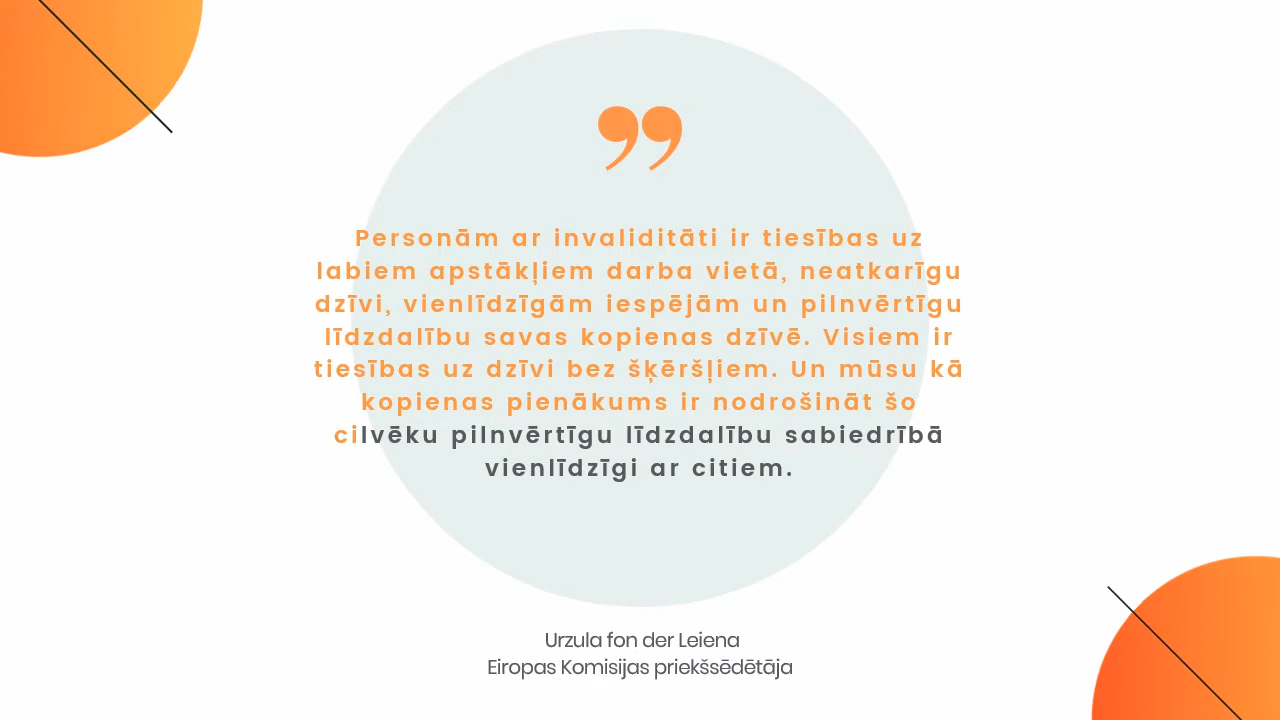 Personām ar invaliditāti ir tiesības uz
labiem apstākļiem darba vietā, neatkarīgu
dzīvi, vienlīdzīgām iespējām un pilnvērtīgu
līdzdalību savas kopienas dzīvē. Visiem ir
tiesības uz dzīvi bez šķēršļiem. Un mūsu kā
kopienas pienākums ir nodrošināt šo
cilvēku pilnvērtīgu līdzdalību sabiedrībā
vienlīdzīgi ar citiem.
Urzula fon der Leiena
Eiropas Komisijas priekšsēdētāja